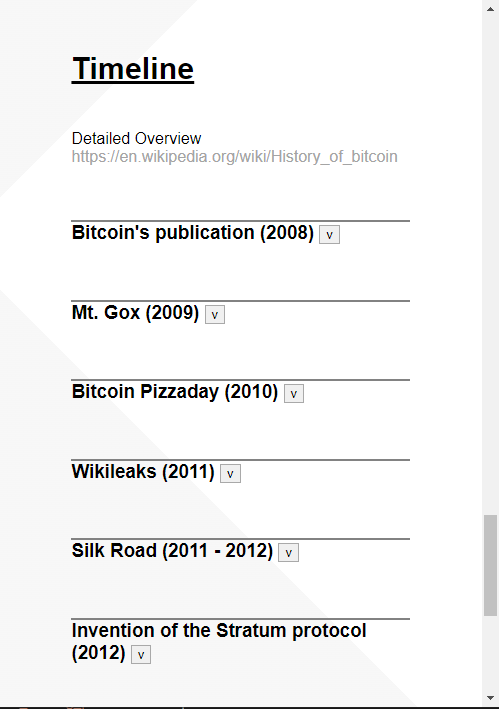 Timeline
Detailed Overview
https://en.wikipedia.org/wiki/History_of_bitcoin
Bitcoin's publication (2008) v
Mt. Gox (2009) v
Bitcoin Pizzaday (2010) v
Wikileaks (2011) v
Silk Road (2011 - 2012) v
Invention of the Stratum protocol
(2012) v